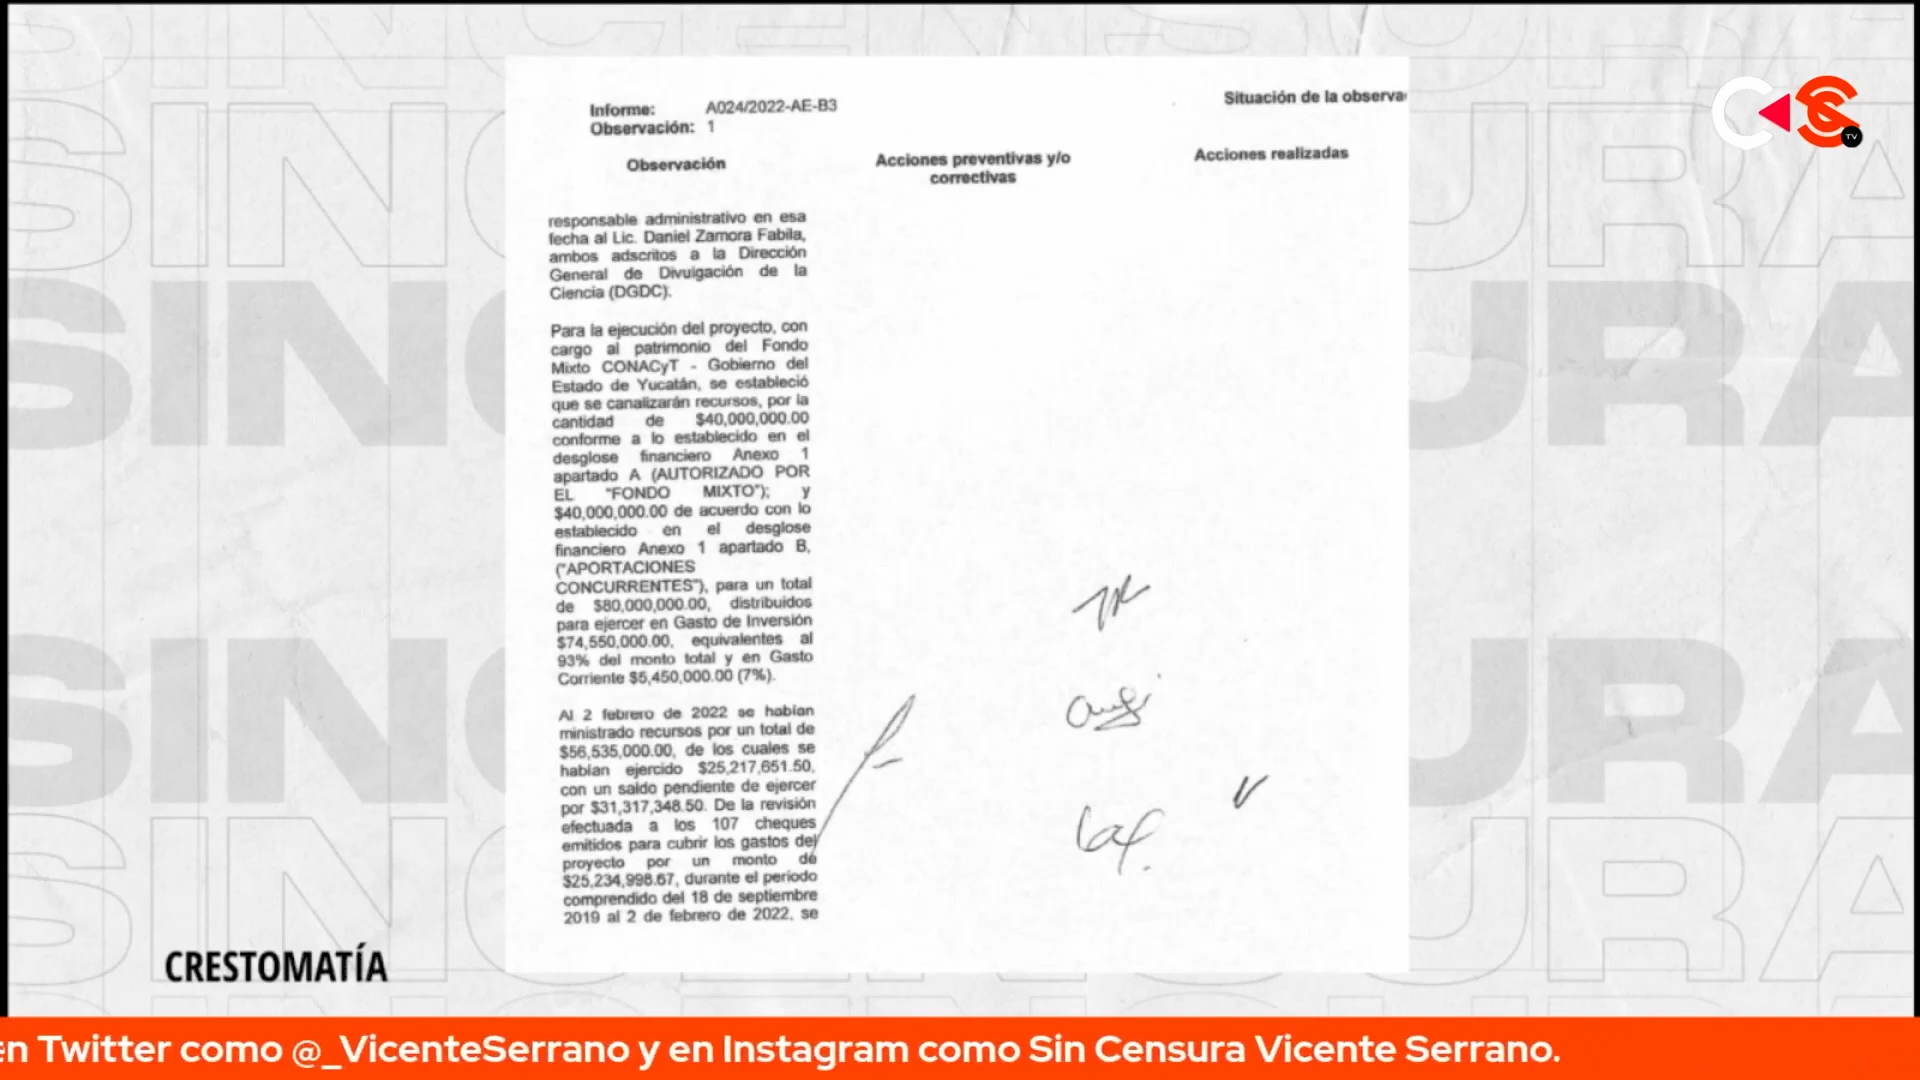 Informe: A024/2022-AE-B3
Observación: 1
Situación de la observa
Observación
Acciones preventivas y/o
correctivas
Acciones realizadas
responsable administrativo en esa
fecha al Lic. Daniel Zamora Fabila,
ambos adscritos a la Dirección
General de Divulgación de la
Ciencia (DGDC).
Para la ejecución del proyecto, con
cargo al patrimonio del Fondo
Mixto CONACyT - Gobierno del
Estado de Yucatán, se estableció
que se canalizarán recursos, por la
cantidad de $40,000,000.00
conforme a lo establecido en el
desglose financiero Anexo 1
apartado A (AUTORIZADO POR
EL "FONDO MIXTO"); y
$40,000,000.00 de acuerdo con lo
establecido en el desglose
financiero Anexo 1 apartado B,
("APORTACIONES
CONCURRENTES"), para un total
de $80,000,000.00, distribuidos
para ejercer en Gasto de Inversión
$74,550,000.00, equivalentes al
93% del monto total y en Gasto
Corriente $5,450,000.00 (7%).
Al 2 febrero de 2022 se habían
ministrado recursos por un total de
$56,535,000.00, de los cuales se
habían ejercido $25,217,651.50,
con un saldo pendiente de ejercer
por $31,317,348.50. De la revisión
efectuada a los 107 cheques
emitidos para cubrir los gastos del
proyecto por un monto de
$25,234,998.67, durante el periodo
comprendido del 18 de septiembre
2019 al 2 de febrero de 2022, se
CRESTOMATÍA
en Twitter como @_VicenteSerrano y en Instagram como Sin Censura Vicente Serrano.
TV
SIN CENSURA